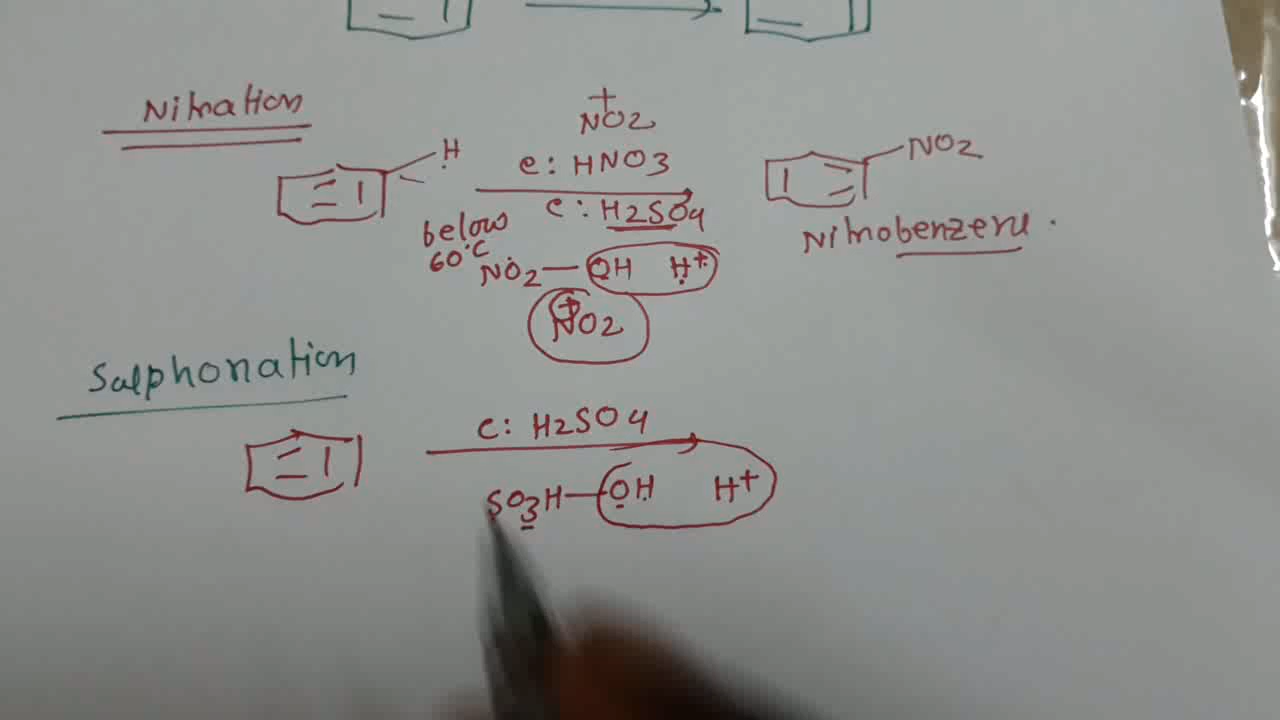 Nitration
+
NO2
H
c: HNO3
NO2
c: H2SO4
below
60°C
Nitrobenzene.
NO2—OH H+
+
NO2
Sulphonation
c: H2SO4
SO3H—OH H+